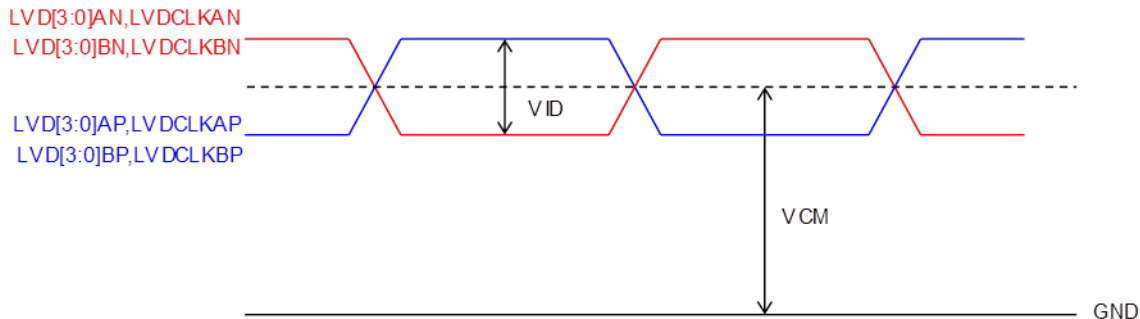 LVD[3:0]AN,LVDCLKAN
LVD[3:0]BN,LVDCLKBN
VID
LVD[3:0]AP,LVDCLKAP
LVD[3:0]BP,LVDCLKBP
VCM
GND